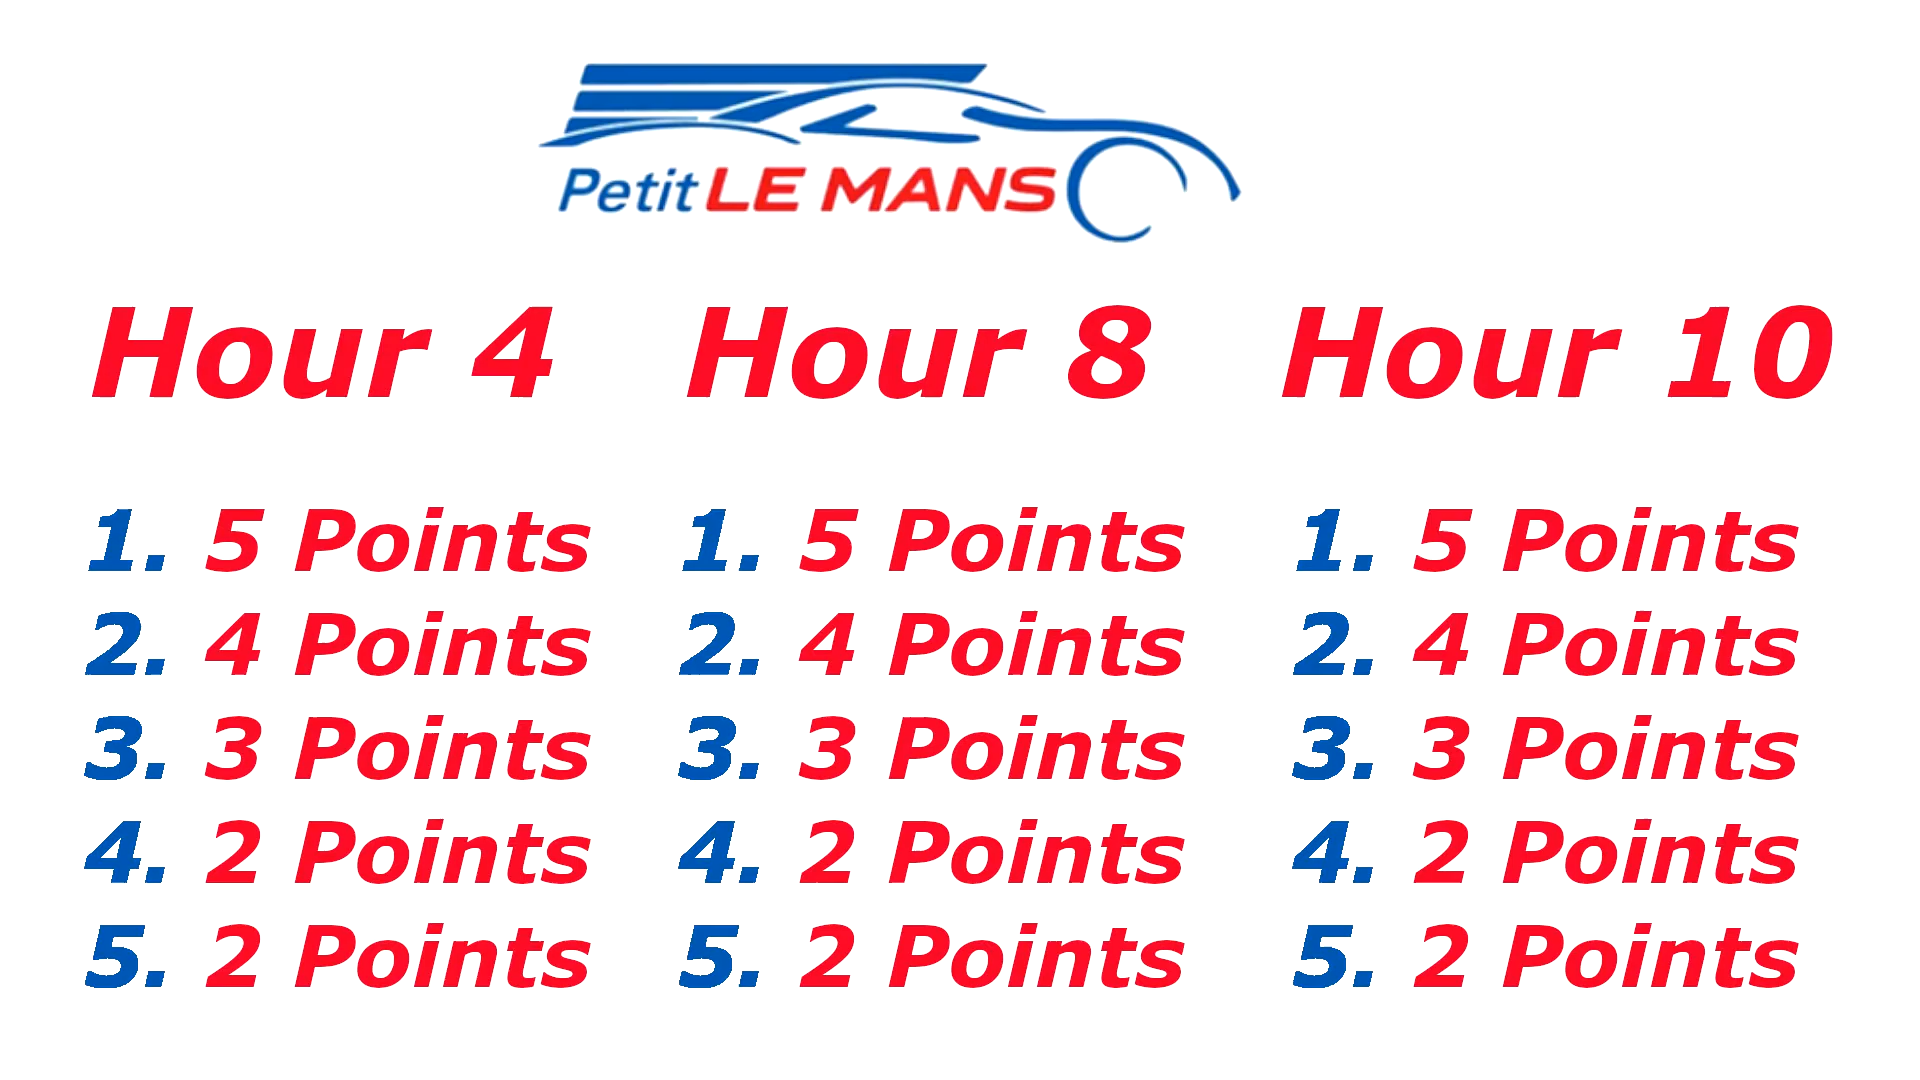 Petit LE MANS
Hour 4
1. 5 Points
2. 4 Points
3. 3 Points
4. 2 Points
5. 2 Points
Hour 8
1. 5 Points
2. 4 Points
3. 3 Points
4. 2 Points
5. 2 Points
Hour 10
1. 5 Points
2. 4 Points
3. 3 Points
4. 2 Points
5. 2 Points